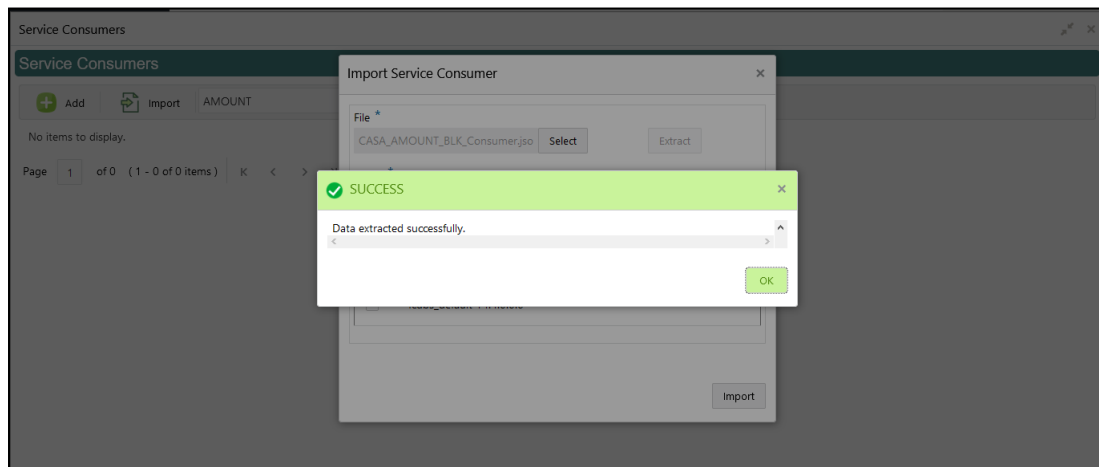 Service Consumers
Service Consumers
Add Import AMOUNT
No items to display.
Page 1 of 0 (1 - 0 of 0 items) K < >
Import Service Consumer
File *
CASA_AMOUNT_BLK_Consumer.jso Select Extract
SUCCESS
Data extracted successfully.
OK
Import